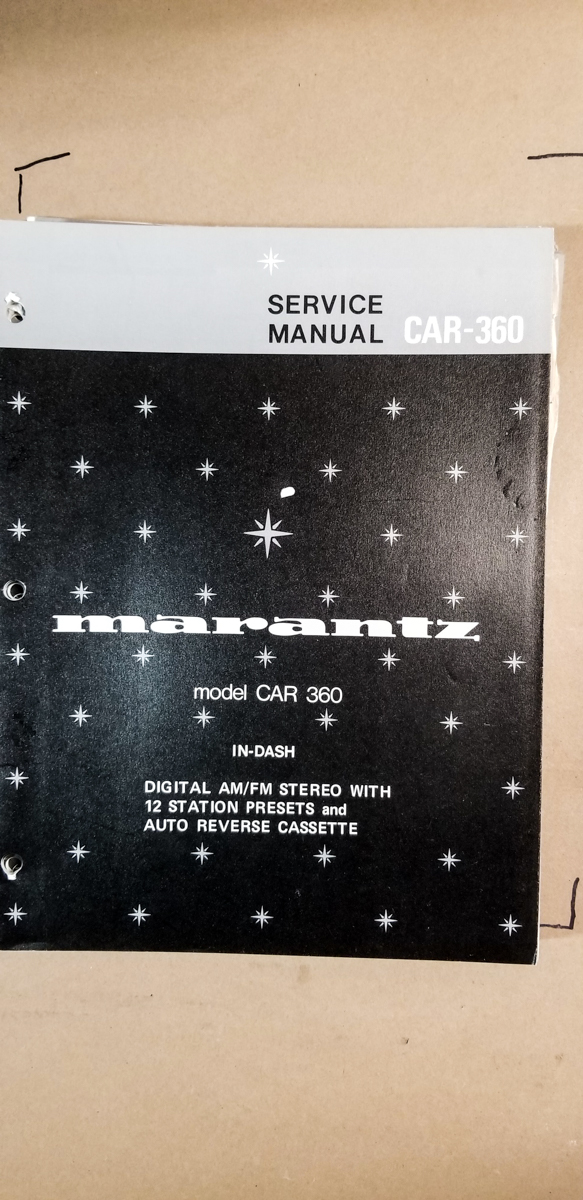 SERVICE
MANUAL CAR-360
marantz
model CAR 360
IN-DASH
DIGITAL AM/FM STEREO WITH
12 STATION PRESETS and
AUTO REVERSE CASSETTE